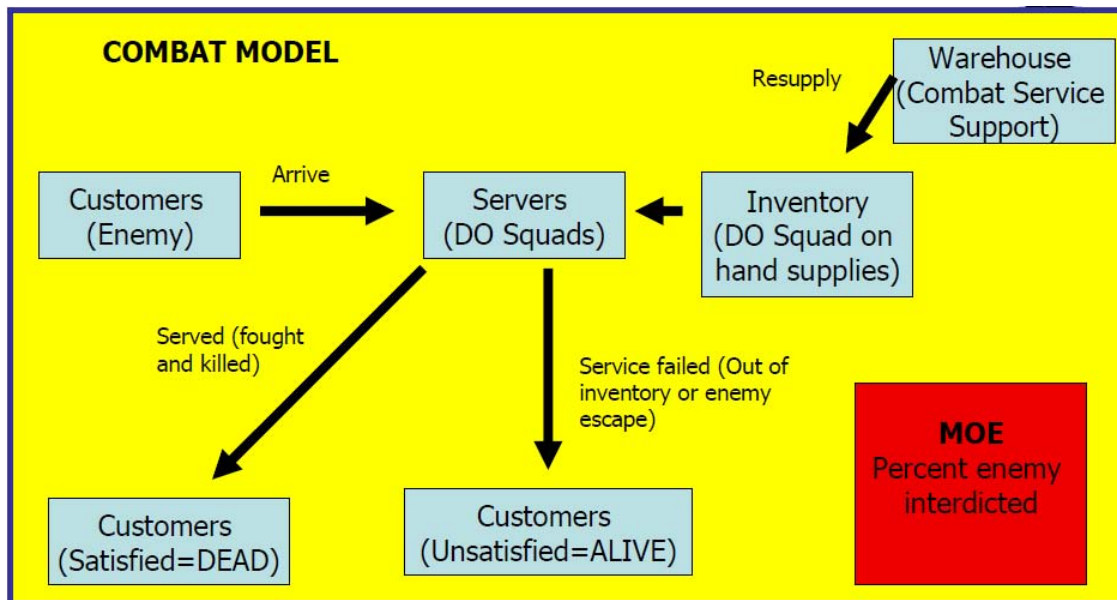 COMBAT MODEL
Warehouse
(Combat Service
Support)
Resupply
Arrive
Customers
(Enemy)
Servers
(DO Squads)
Inventory
(DO Squad on
hand supplies)
Served (fought
and killed)
Service failed (Out of
inventory or enemy
escape)
MOE
Percent enemy
interdicted
Customers
(Satisfied=DEAD)
Customers
(Unsatisfied=ALIVE)